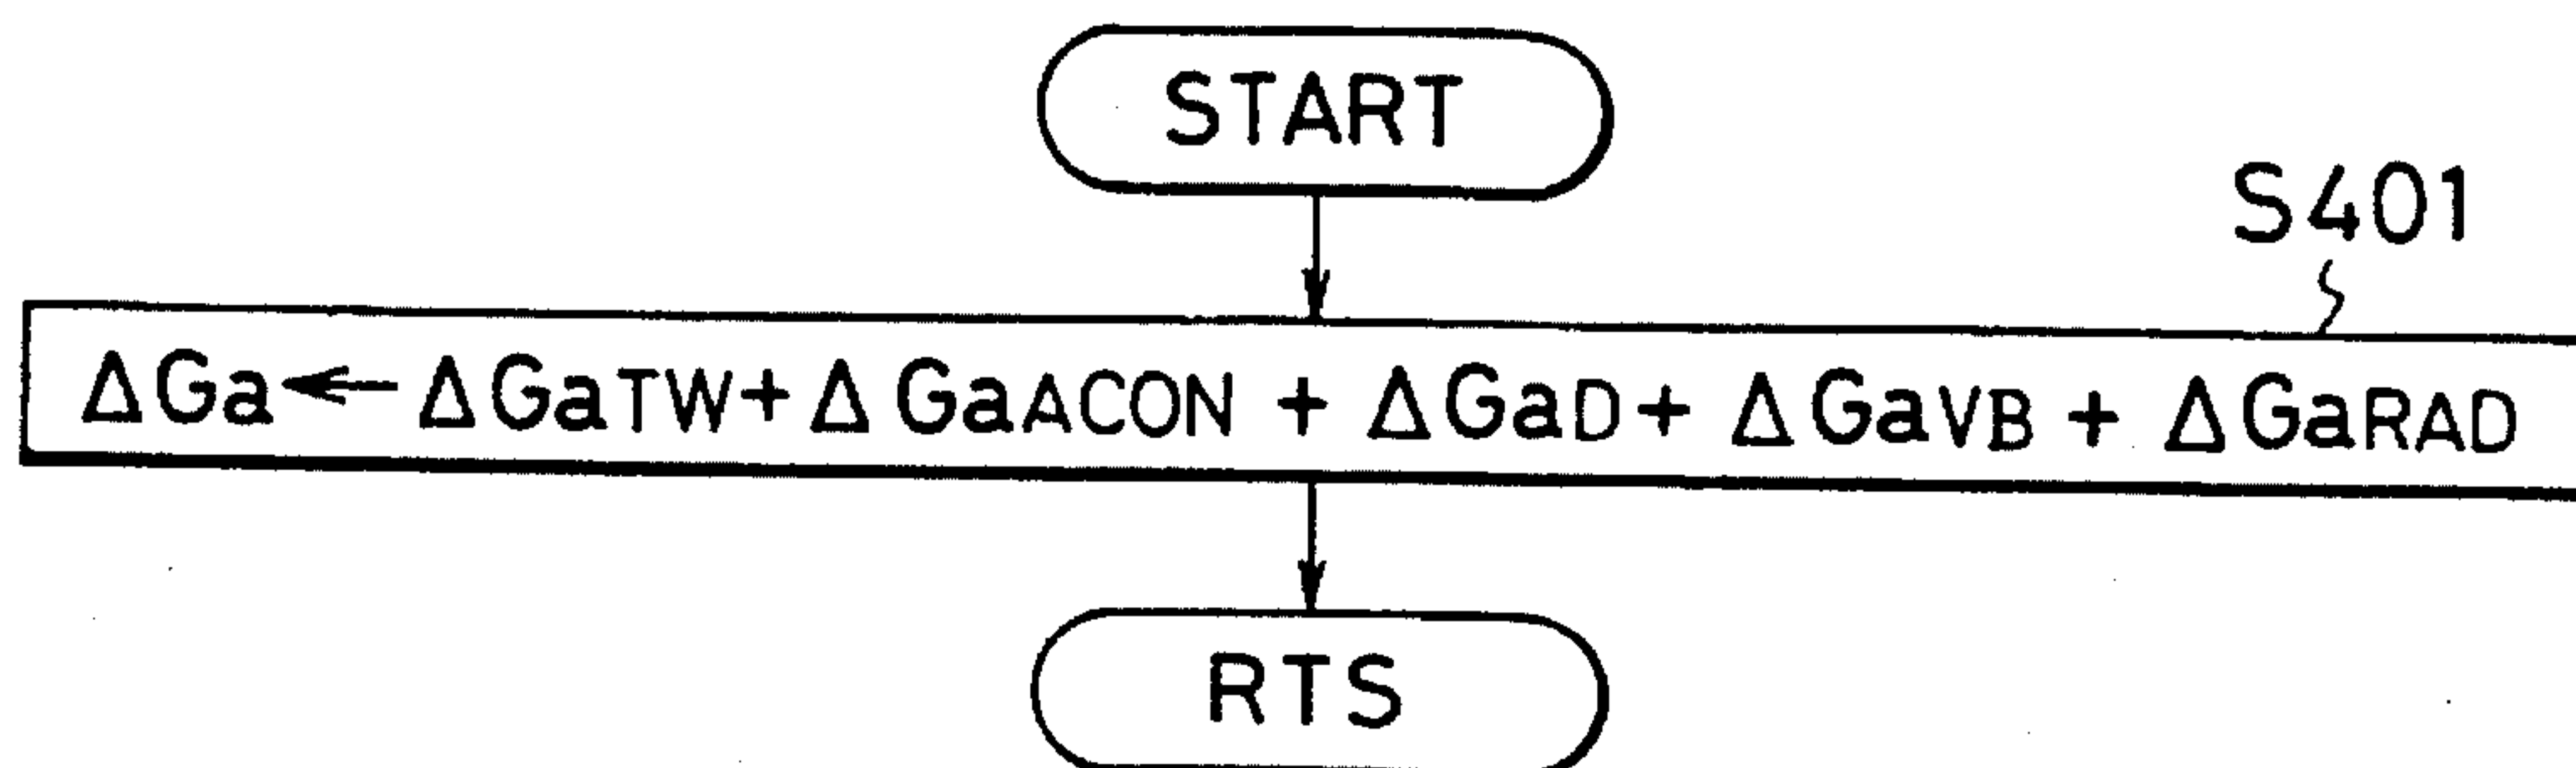 START
S401
ΔGa←ΔGaTW+ΔGaACON + ΔGaD+ ΔGaVB + ΔGaRAD
RTS